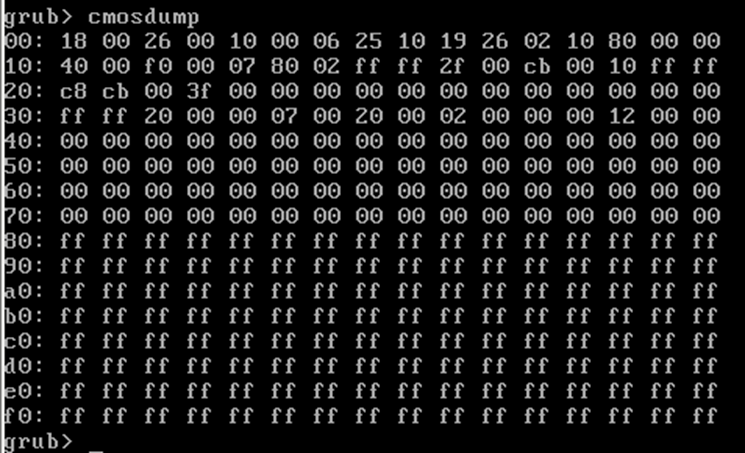 grub> cmosdump
00: 18 00 26 00 10 00 06 25 10 19 26 02 10 80 00 00
10: 40 00 f0 00 07 80 02 ff ff 2f 00 cb 00 10 ff ff
20: c8 cb 00 3f 00 00 00 00 00 00 00 00 00 00 00 00
30: ff ff 20 00 00 07 00 20 00 02 00 00 00 12 00 00
40: 00 00 00 00 00 00 00 00 00 00 00 00 00 00 00 00
50: 00 00 00 00 00 00 00 00 00 00 00 00 00 00 00 00
60: 00 00 00 00 00 00 00 00 00 00 00 00 00 00 00 00
70: 00 00 00 00 00 00 00 00 00 00 00 00 00 00 00 00
80: ff ff ff ff ff ff ff ff ff ff ff ff ff ff ff ff
90: ff ff ff ff ff ff ff ff ff ff ff ff ff ff ff ff
a0: ff ff ff ff ff ff ff ff ff ff ff ff ff ff ff ff
b0: ff ff ff ff ff ff ff ff ff ff ff ff ff ff ff ff
c0: ff ff ff ff ff ff ff ff ff ff ff ff ff ff ff ff
d0: ff ff ff ff ff ff ff ff ff ff ff ff ff ff ff ff
e0: ff ff ff ff ff ff ff ff ff ff ff ff ff ff ff ff
f0: ff ff ff ff ff ff ff ff ff ff ff ff ff ff ff ff
grub> _